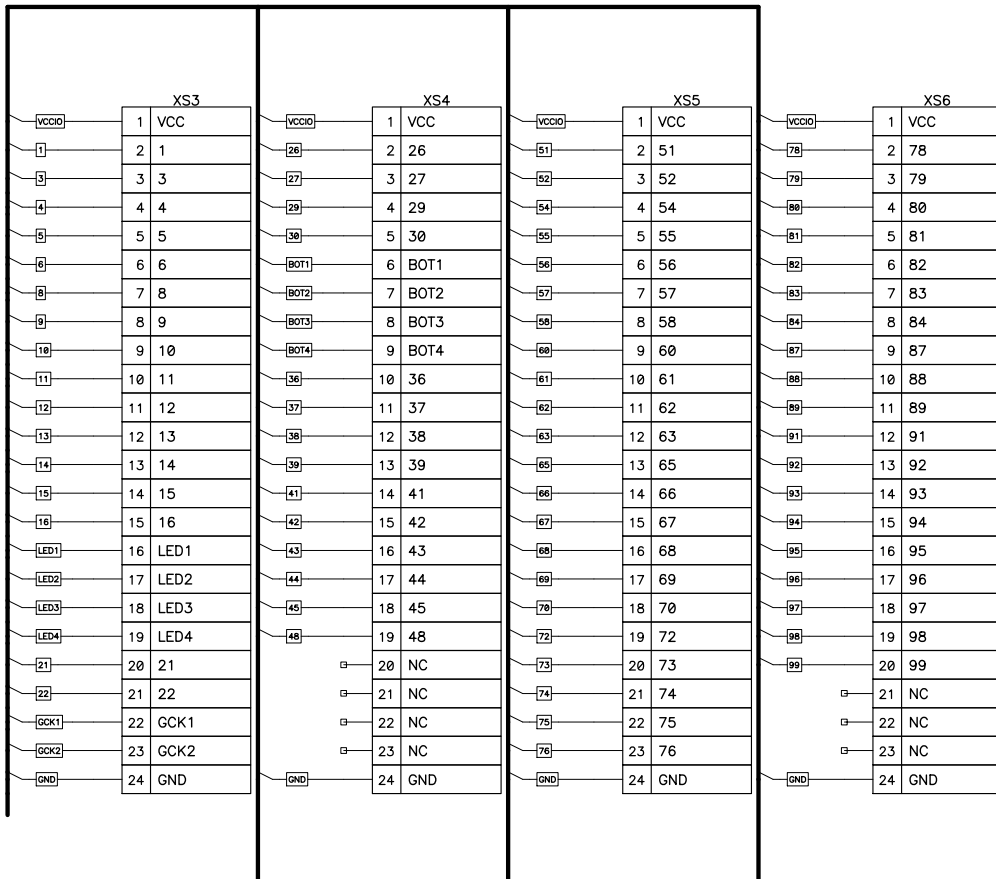 XS3 XS4 XS5 XS6
VCCIO 1 VCC VCCIO 1 VCC VCCIO 1 VCC VCCIO 1 VCC
1 2 1 26 2 26 51 2 51 78 2 78
3 3 3 27 3 27 52 3 52 79 3 79
4 4 4 29 4 29 54 4 54 80 4 80
5 5 5 30 5 30 55 5 55 81 5 81
6 6 6 BOT1 6 BOT1 56 6 56 82 6 82
8 7 8 BOT2 7 BOT2 57 7 57 83 7 83
9 8 9 BOT3 8 BOT3 58 8 58 84 8 84
10 9 10 BOT4 9 BOT4 60 9 60 87 9 87
11 10 11 36 10 36 61 10 61 88 10 88
12 11 12 37 11 37 62 11 62 89 11 89
13 12 13 38 12 38 63 12 63 91 12 91
14 13 14 39 13 39 65 13 65 92 13 92
15 14 15 41 14 41 66 14 66 93 14 93
16 15 16 42 15 42 67 15 67 94 15 94
LED1 16 LED1 43 16 43 68 16 68 95 16 95
LED2 17 LED2 44 17 44 69 17 69 96 17 96
LED3 18 LED3 45 18 45 70 18 70 97 18 97
LED4 19 LED4 48 19 48 72 19 72 98 19 98
21 20 21 20 NC 73 20 73 99 20 99
22 21 22 21 NC 74 21 74 21 NC
GCK1 22 GCK1 22 NC 75 22 75 22 NC
GCK2 23 GCK2 23 NC 76 23 76 23 NC
GND 24 GND GND 24 GND GND 24 GND GND 24 GND